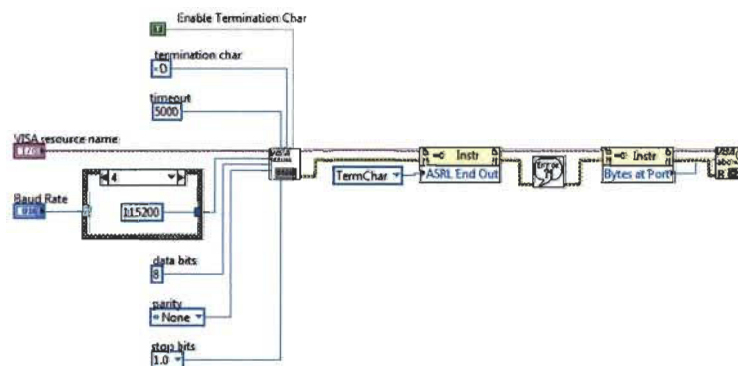 Enable Termination Char
termination char
D
timeout
5000
VISA resource name
Instr
Instr
TermChar
ASRL End Out
Bytes at Port
4
Baud Rate
115200
data bits
8
parity
None
stop bits
1.0